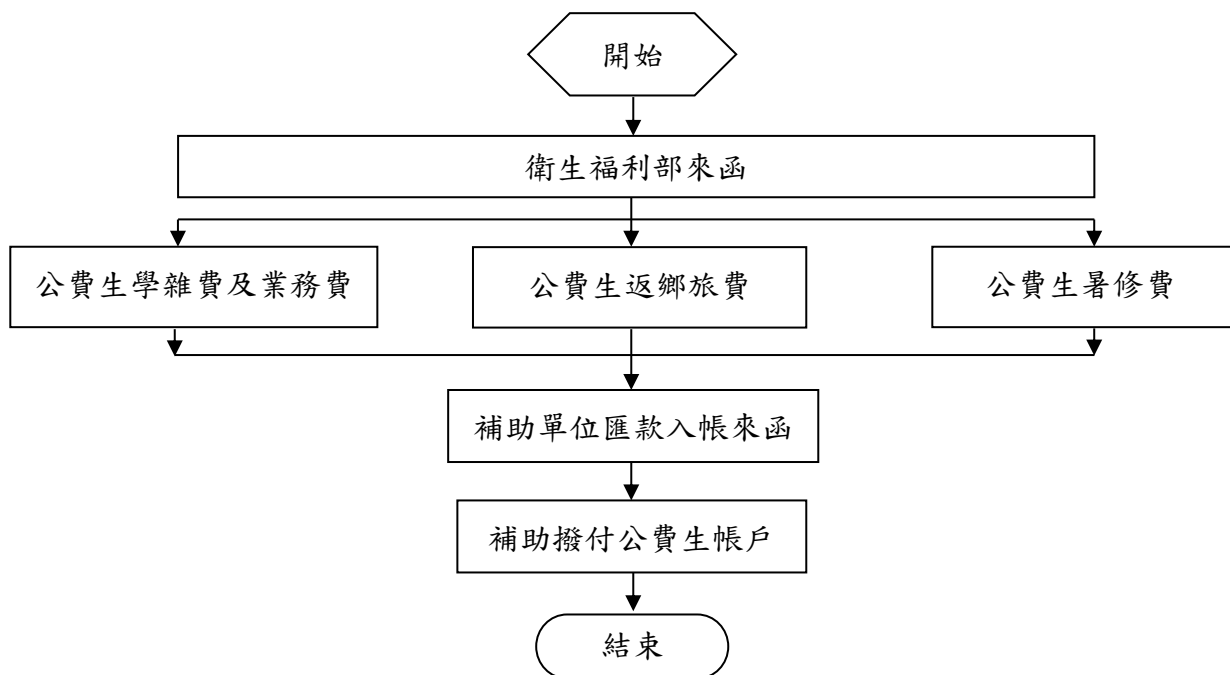 開始
衛生福利部來函
公費生學雜費及業務費
公費生返鄉旅費
公費生暑修費
補助單位匯款入帳來函
補助撥付公費生帳戶
結束